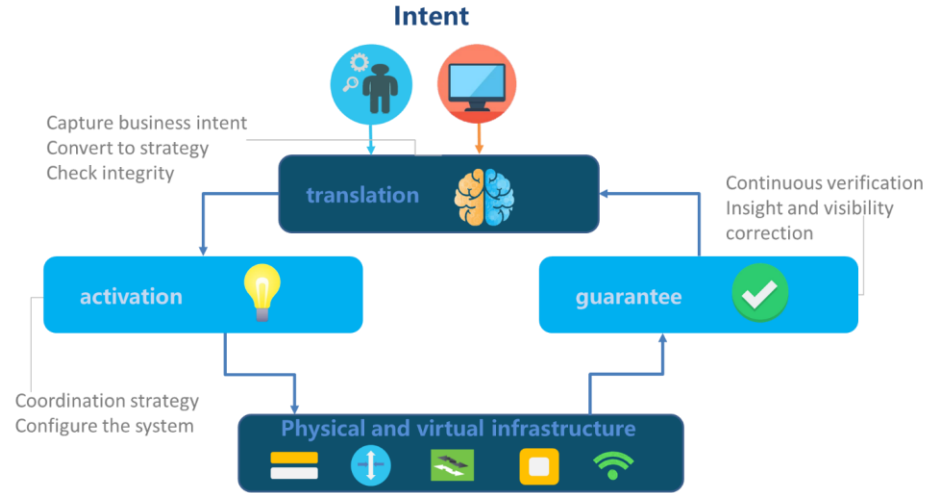 Intent
Capture business intent
Convert to strategy
Check integrity
translation
Continuous verification
Insight and visibility
correction
activation
guarantee
Coordination strategy
Configure the system
Physical and virtual infrastructure